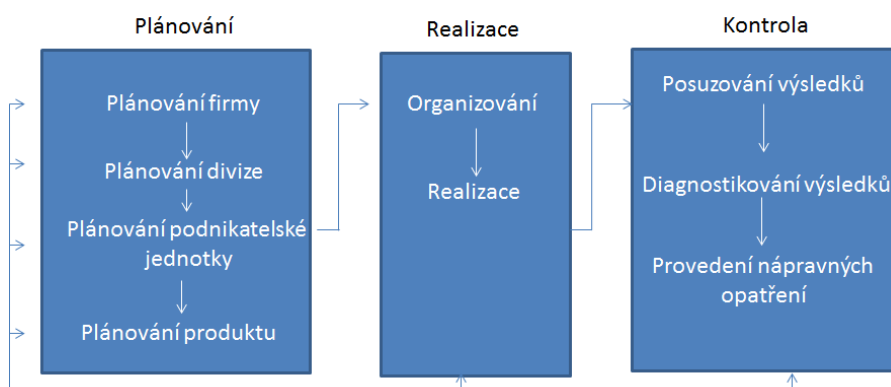 Plánování
Plánování firmy
Plánování divize
Plánování podnikatelské
jednotky
Plánování produktu
Realizace
Organizování
Realizace
Kontrola
Posuzování výsledků
Diagnostikování výsledků
Provedení nápravných
opatření